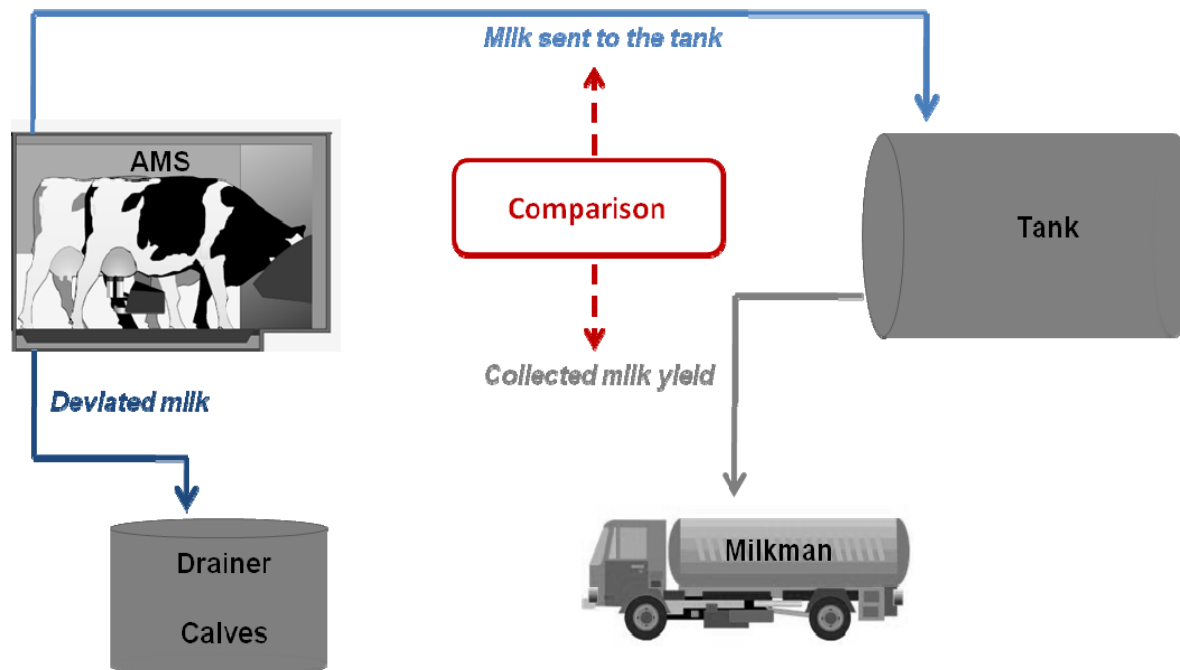 Milk sent to the tank
AMS
Comparison
Tank
Collected milk yield
Deviated milk
Milkman
Drainer
Calves